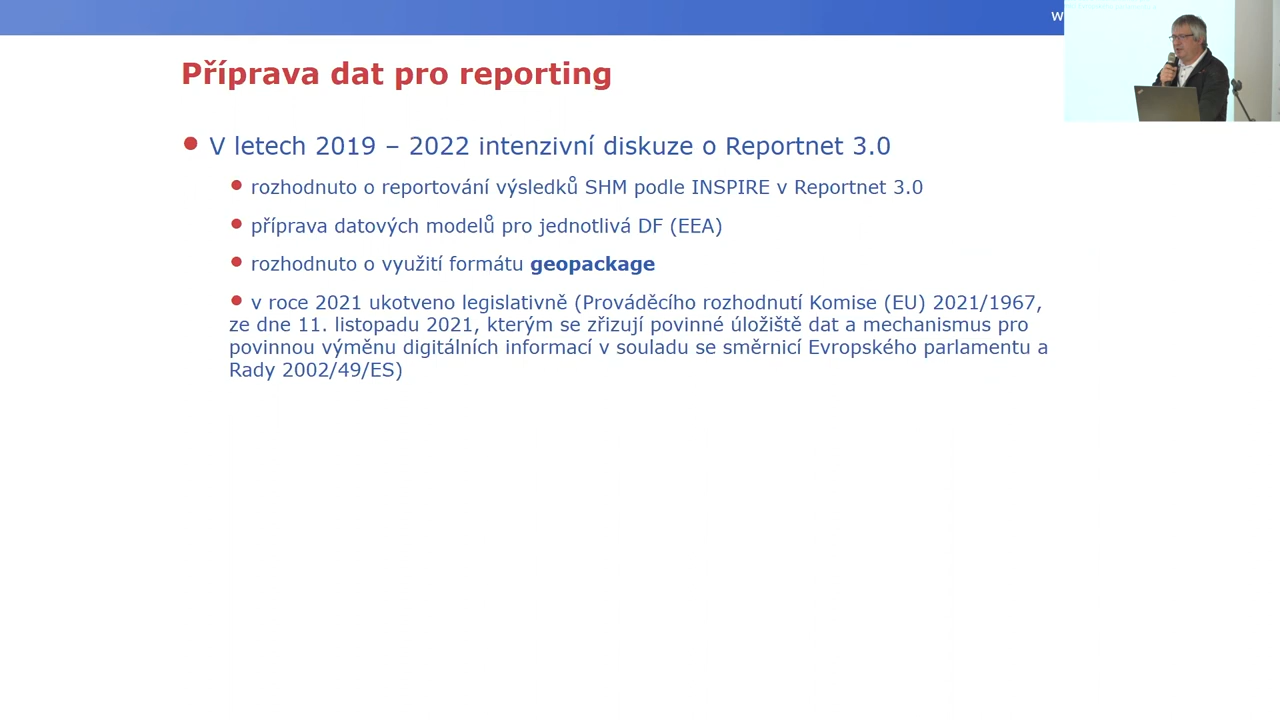 Příprava dat pro reporting
V letech 2019 – 2022 intenzivní diskuze o Reportnet 3.0
rozhodnuto o reportování výsledků SHM podle INSPIRE v Reportnet 3.0
příprava datových modelů pro jednotlivá DF (EEA)
rozhodnuto o využití formátu geopackage
v roce 2021 ukotveno legislativně (Prováděcího rozhodnutí Komise (EU) 2021/1967,
ze dne 11. listopadu 2021, kterým se zřizují povinné úložiště dat a mechanismus pro
povinnou výměnu digitálních informací v souladu se směrnicí Evropského parlamentu a
Rady 2002/49/ES)